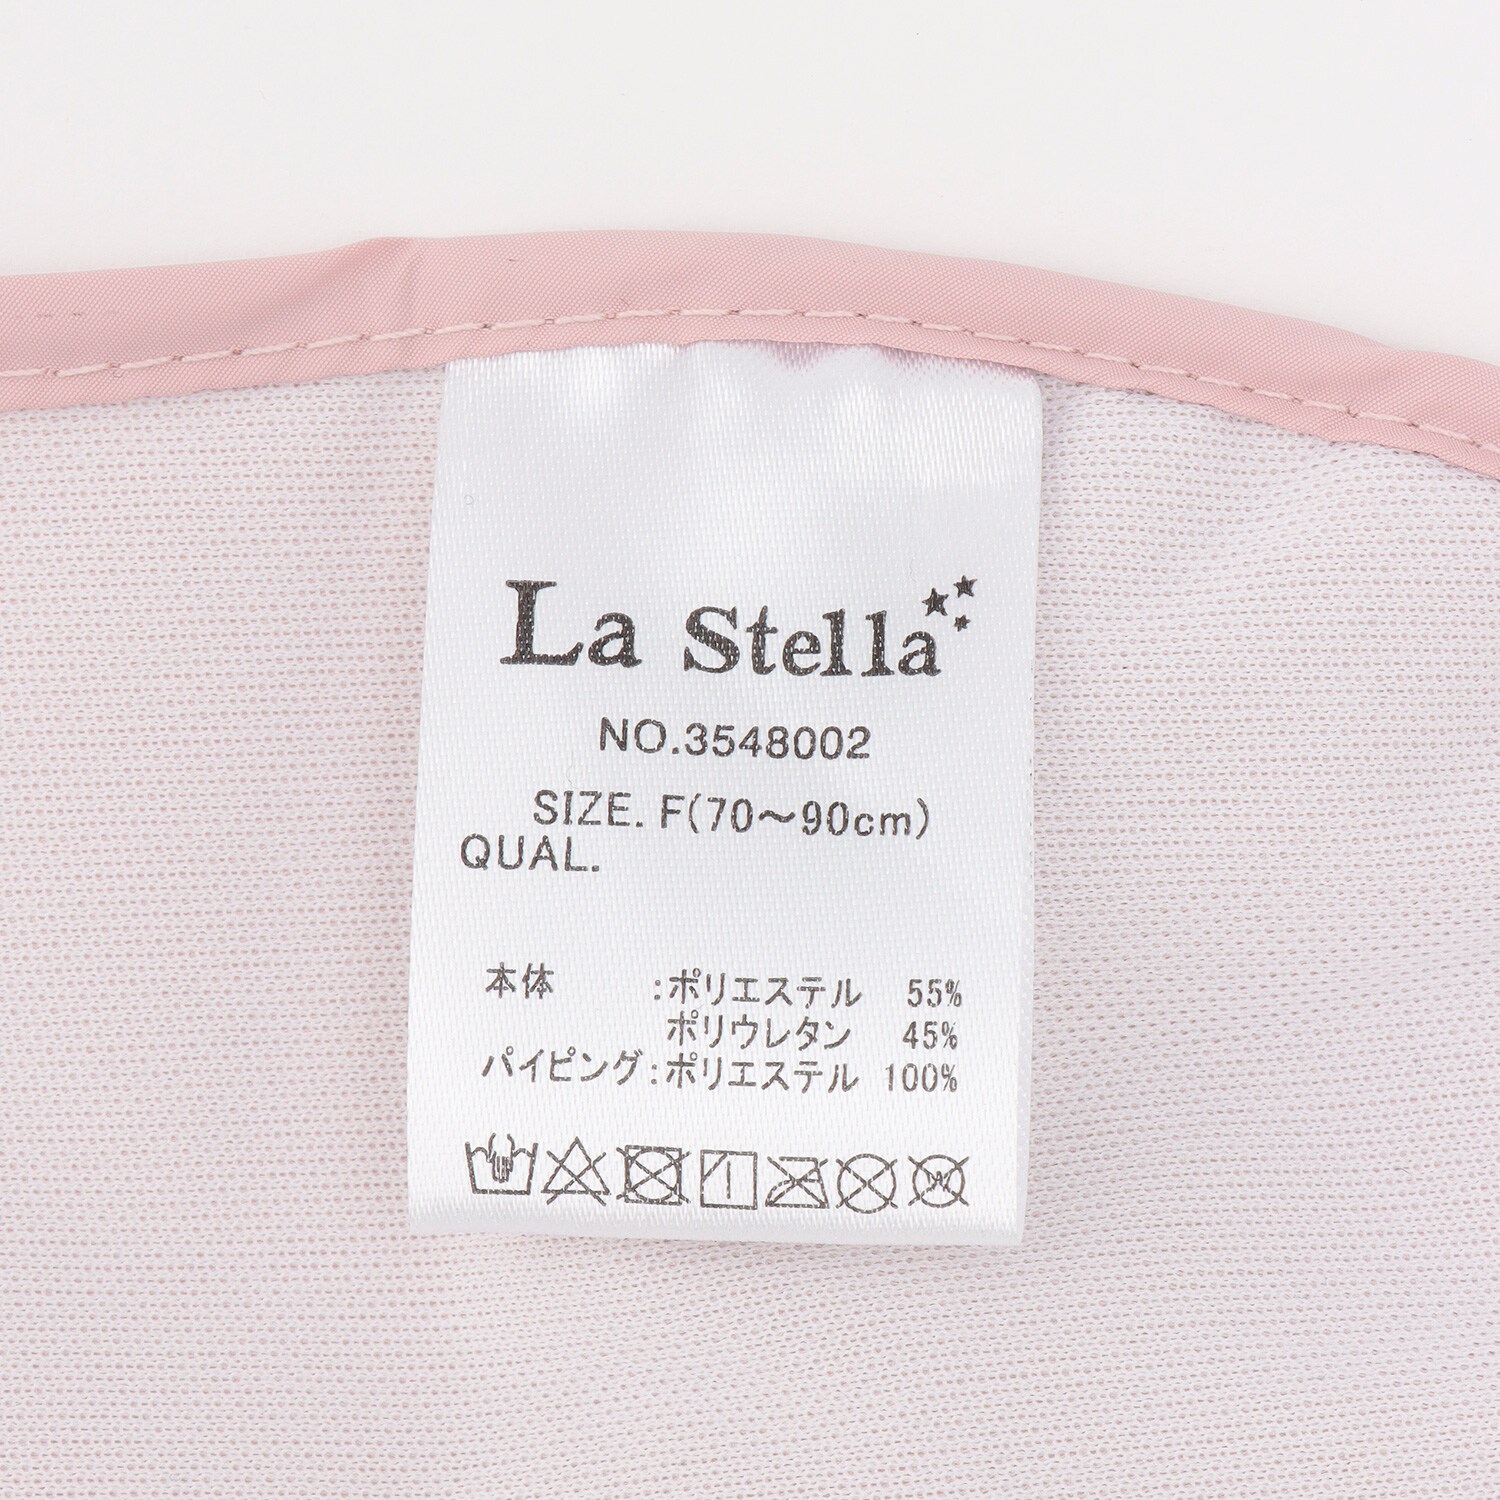 La Stella
NO.3548002
SIZE. F(70～90cm)
QUAL.
本体 :ポリエステル 55%
ポリウレタン 45%
パイピング:ポリエステル 100%